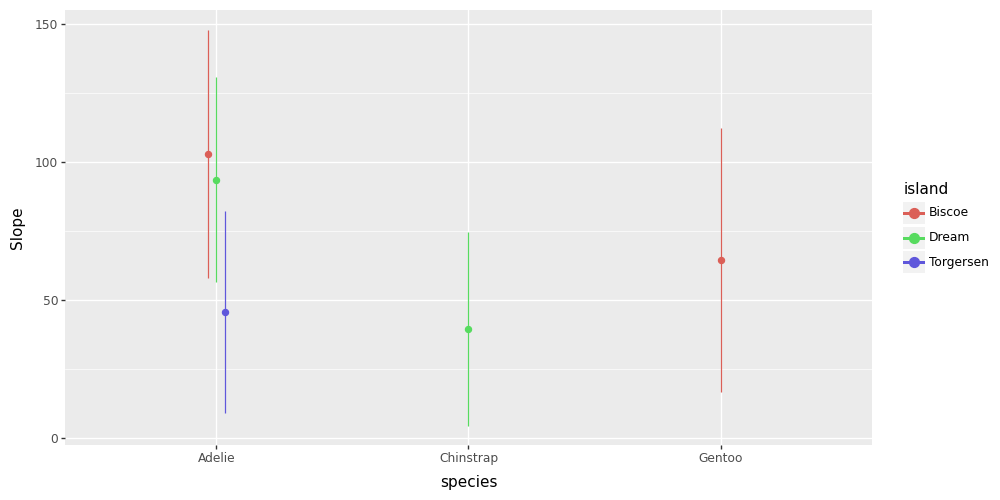 150
100
50
0
Slope
Adelie
Chinstrap
Gentoo
species
island
Biscoe
Dream
Torgersen